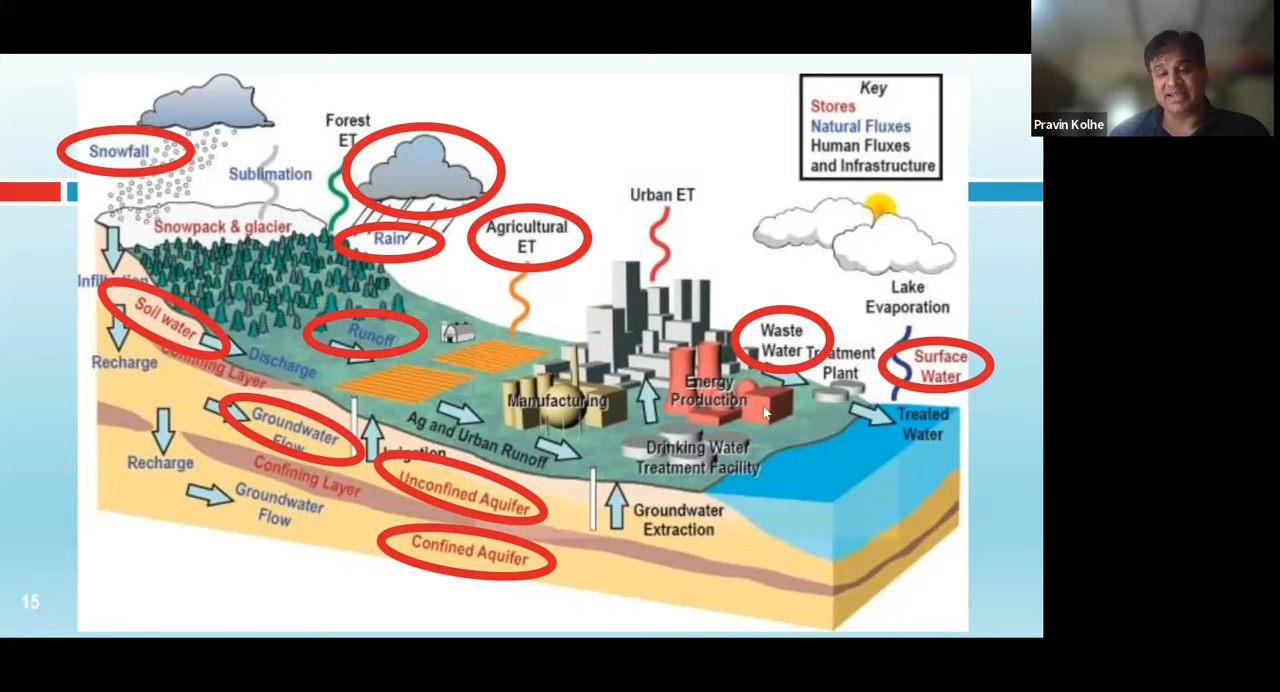 Pravin Kolhe
Key
Stores
Natural Fluxes
Human Fluxes
and Infrastructure
Forest
ET
Snowfall
Sublimation
Snowpack & glacier
Rain
Agricultural
ET
Urban ET
Lake
Evaporation
Infiltration
Soil water
Recharge
Confining Layer
Discharge
Runoff
Waste
Water
Treatment
Plant
Surface
Water
Treated
Water
Energy
Production
Manufacturing
Drinking Water
Treatment Facility
Ag and Urban Runoff
Groundwater
Flow
Irrigation
Recharge
Confining Layer
Unconfined Aquifer
Groundwater
Flow
Groundwater
Extraction
Confined Aquifer
15